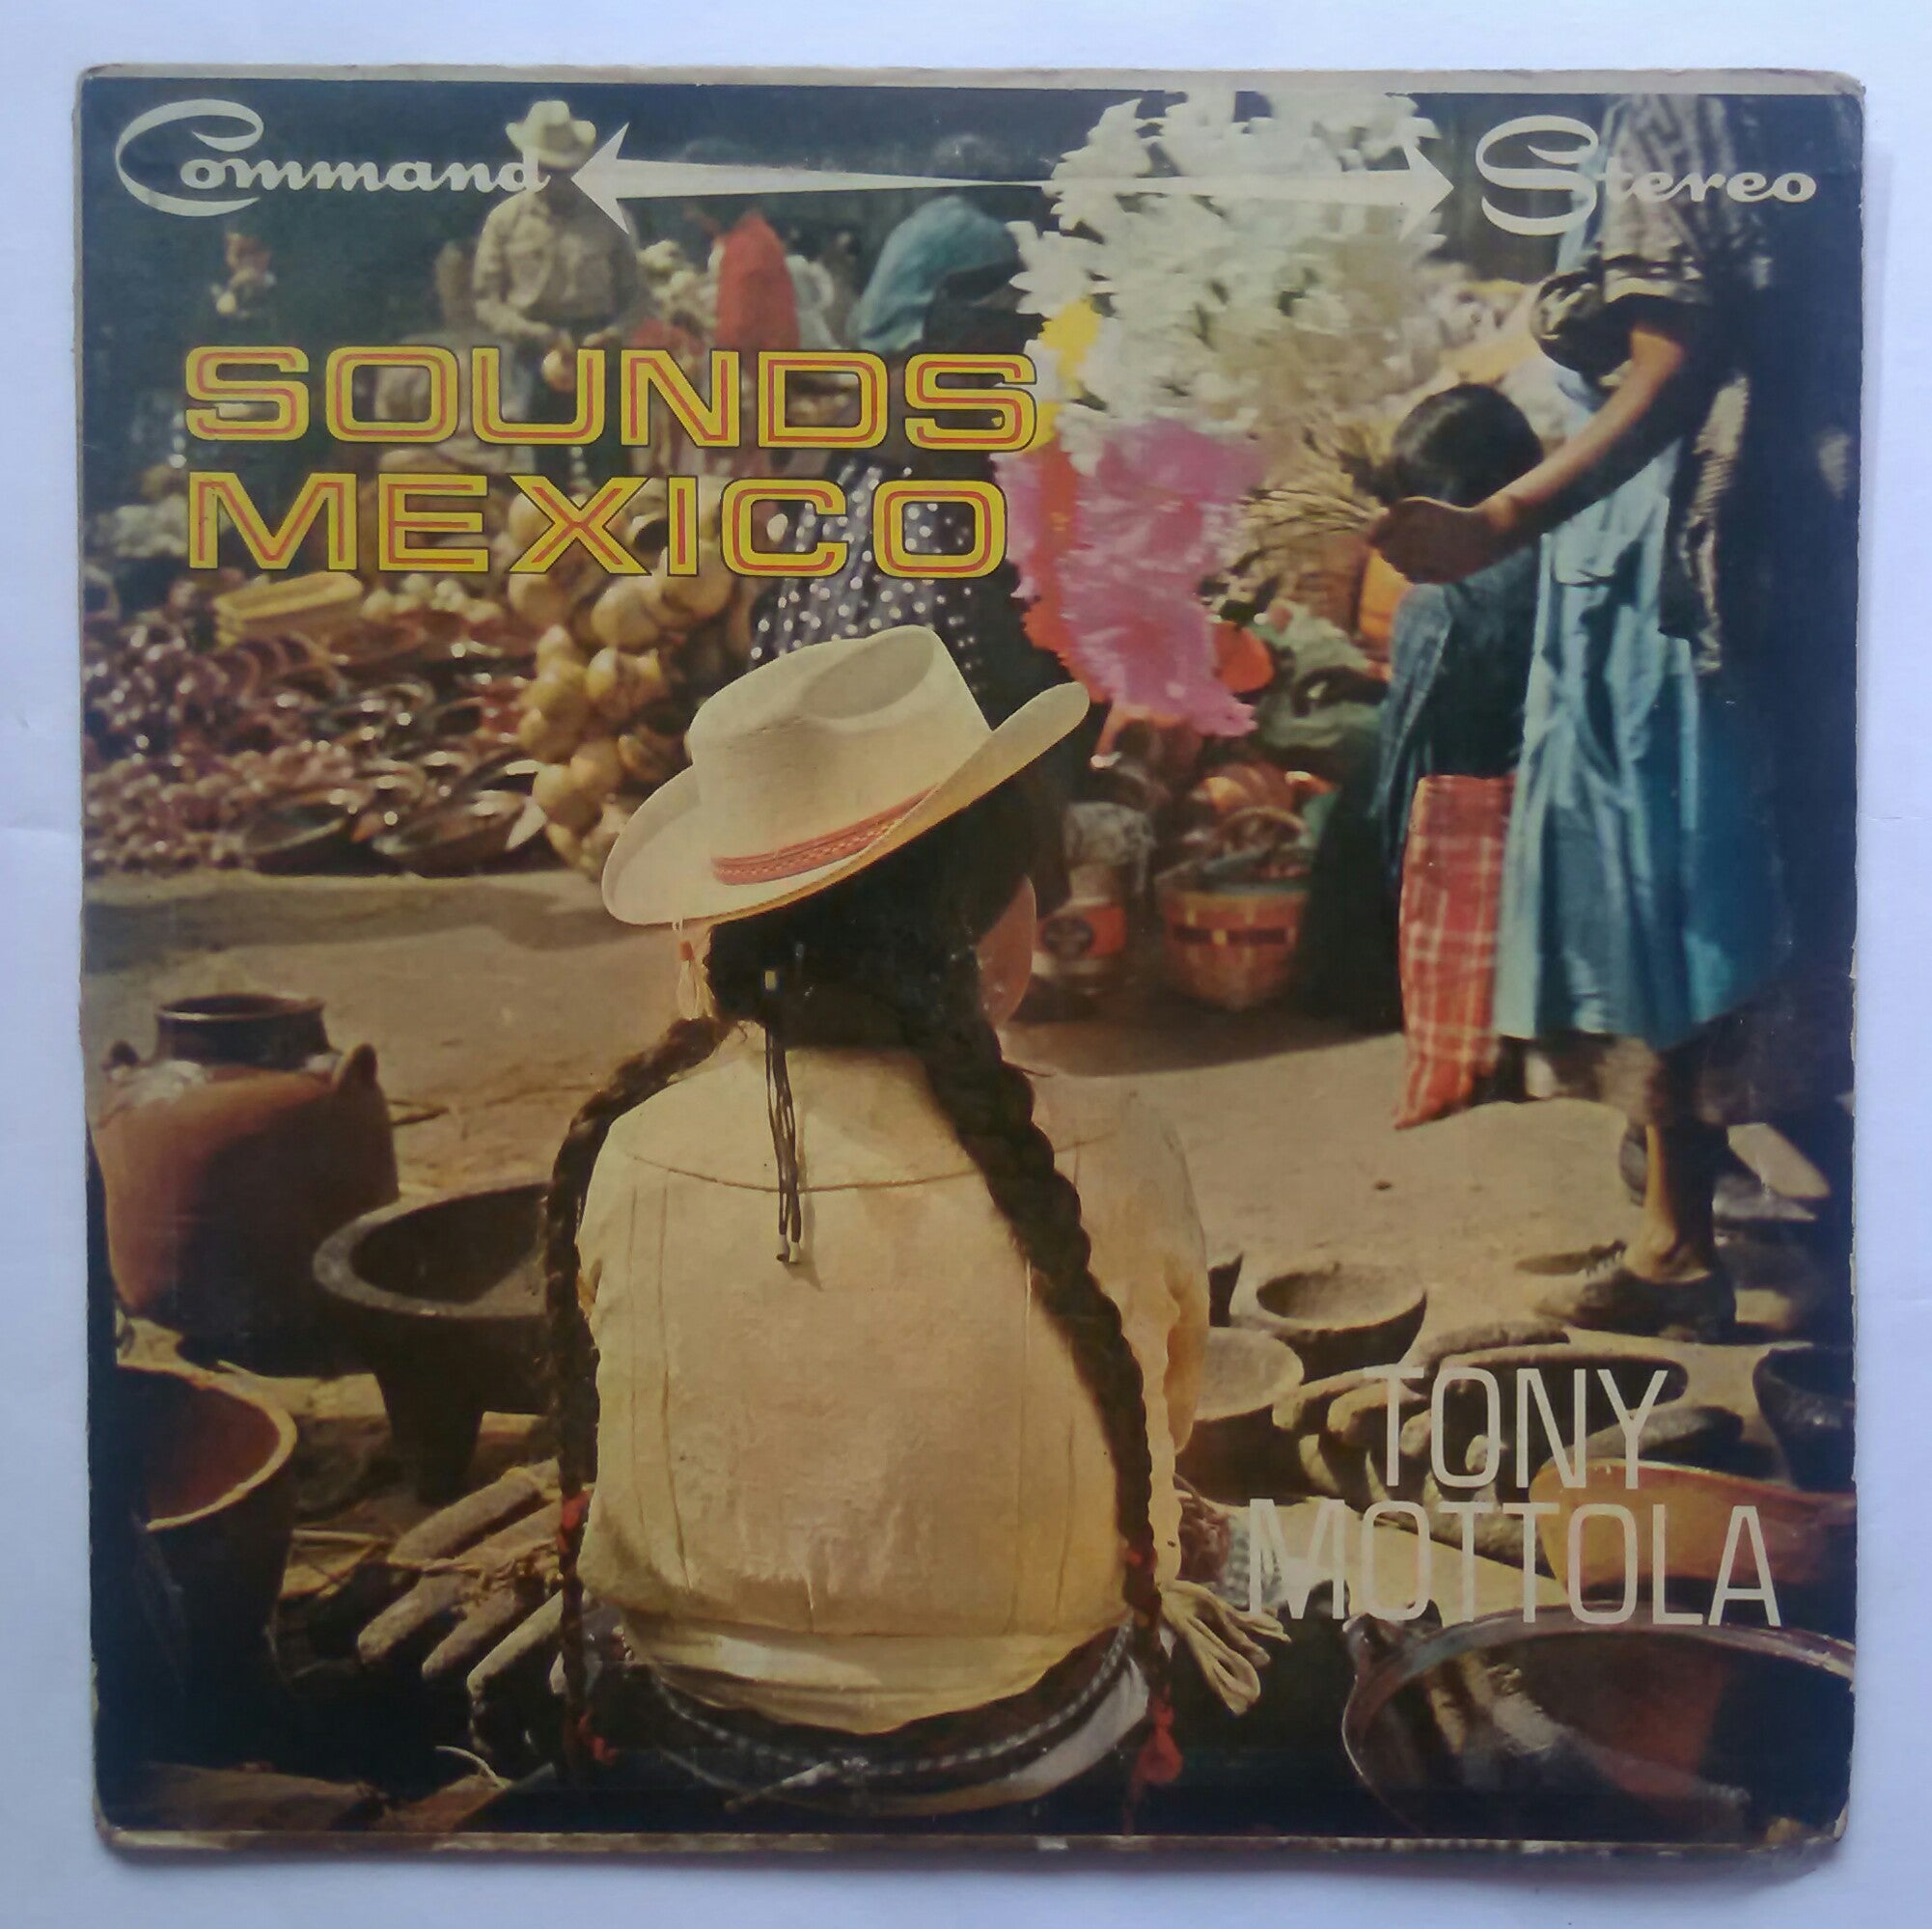 Command Stereo
SOUNDS
MEXICO
TONY
MOTTOLA